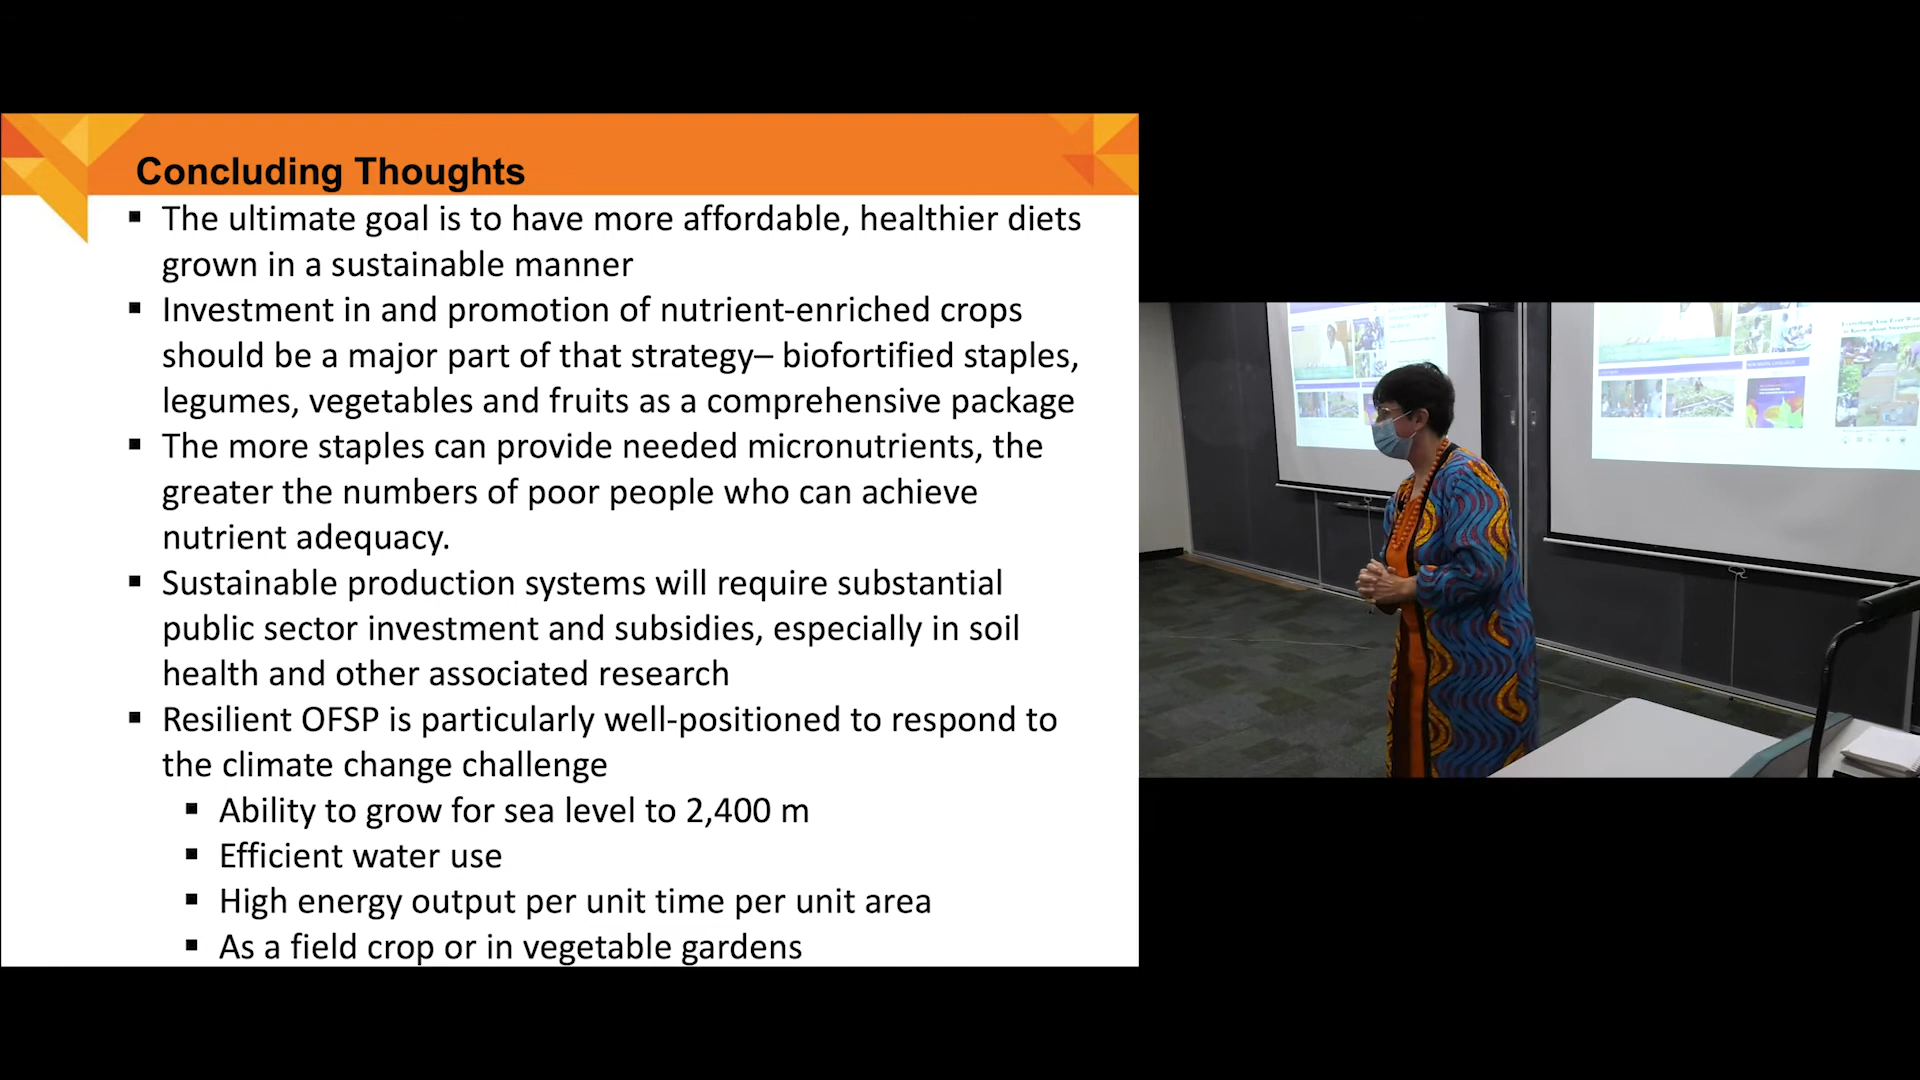 Concluding Thoughts
▪ The ultimate goal is to have more affordable, healthier diets
grown in a sustainable manner
▪ Investment in and promotion of nutrient-enriched crops
should be a major part of that strategy– biofortified staples,
legumes, vegetables and fruits as a comprehensive package
▪ The more staples can provide needed micronutrients, the
greater the numbers of poor people who can achieve
nutrient adequacy.
▪ Sustainable production systems will require substantial
public sector investment and subsidies, especially in soil
health and other associated research
▪ Resilient OFSP is particularly well-positioned to respond to
the climate change challenge
▪ Ability to grow for sea level to 2,400 m
▪ Efficient water use
▪ High energy output per unit time per unit area
▪ As a field crop or in vegetable gardens